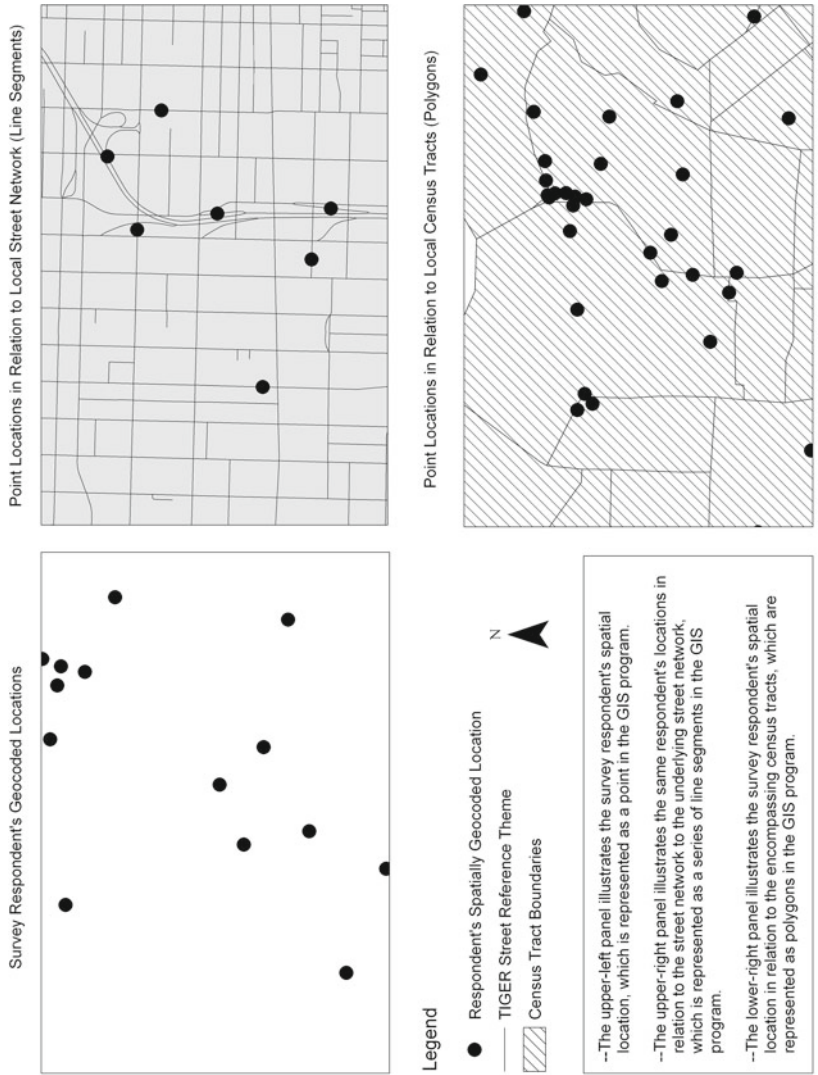 Survey Respondent's Geocoded Locations
Point Locations in Relation to Local Street Network (Line Segments)
Legend
Respondent's Spatially Geocoded Location
TIGER Street Reference Theme
Census Tract Boundaries
N
--The upper-left panel illustrates the survey respondent's spatial
location, which is represented as a point in the GIS program.
--The upper-right panel illustrates the same respondent's locations in
relation to the street network to the underlying street network,
which is represented as a series of line segments in the GIS
program.
--The lower-right panel illustrates the survey respondent's spatial
location in relation to the encompassing census tracts, which are
represented as polygons in the GIS program.
Point Locations in Relation to Local Census Tracts (Polygons)